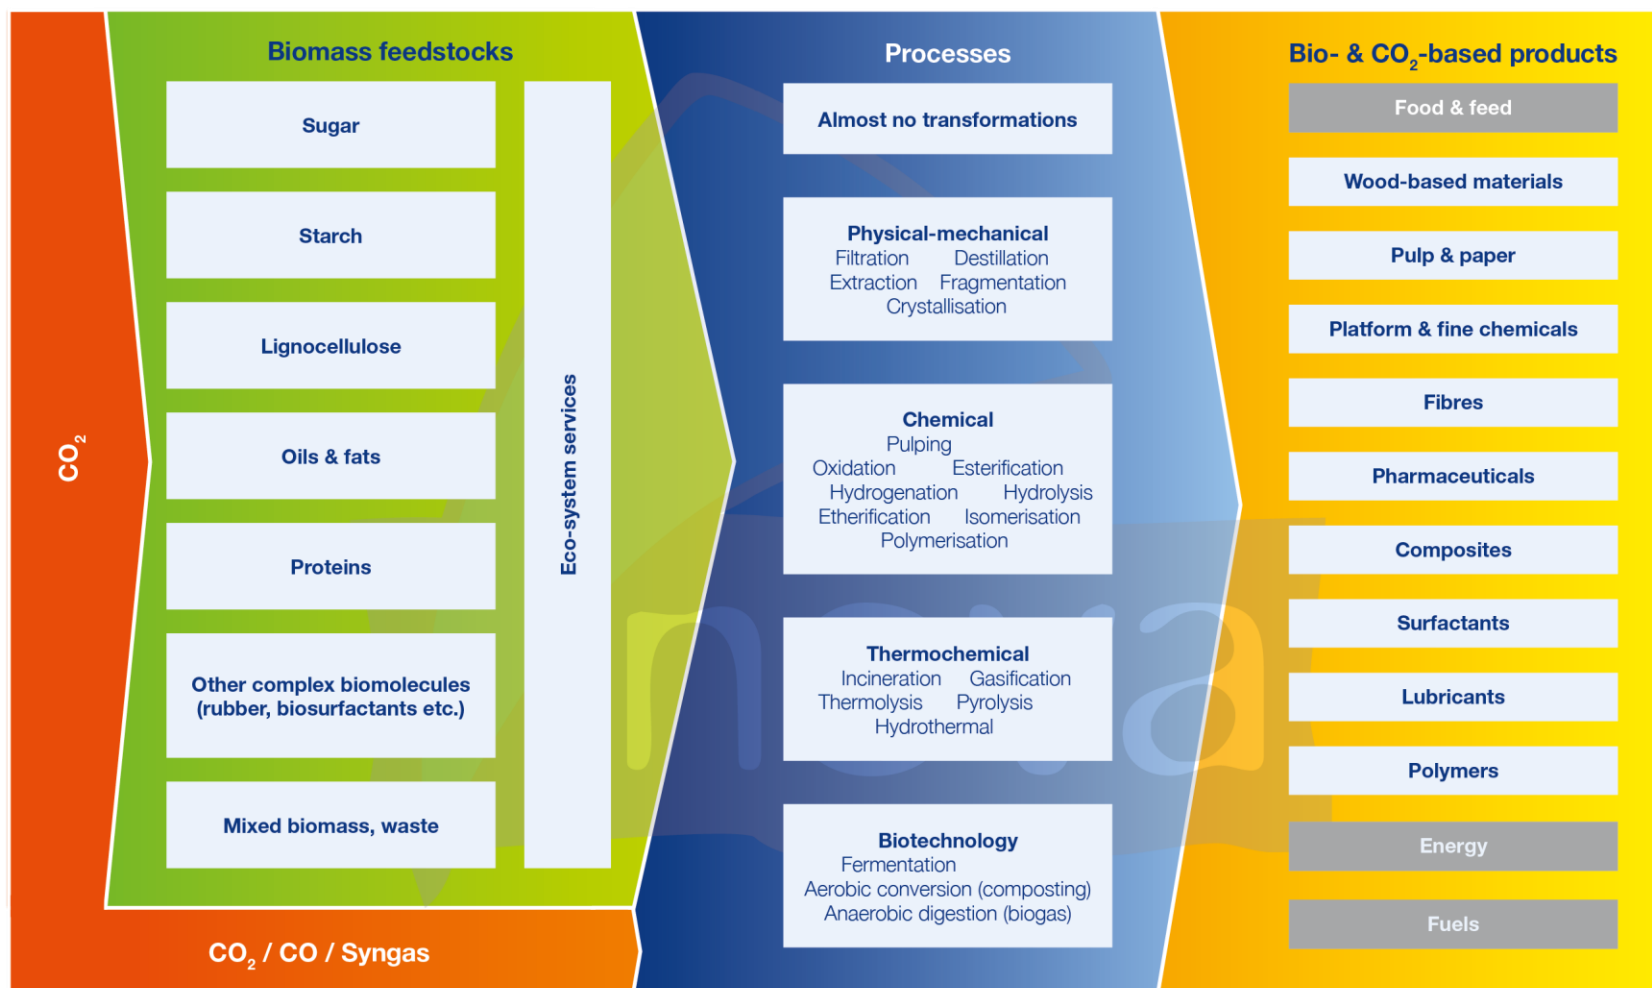 CO₂
Biomass feedstocks
Sugar
Starch
Lignocellulose
Oils & fats
Proteins
Other complex biomolecules
(rubber, biosurfactants etc.)
Mixed biomass, waste
Eco-system services
CO₂ / CO / Syngas
Processes
Almost no transformations
Physical-mechanical
Filtration Destillation
Extraction Fragmentation
Crystallisation
Chemical
Pulping
Oxidation Esterification
Hydrogenation Hydrolysis
Etherification Isomerisation
Polymerisation
Thermochemical
Incineration Gasification
Thermolysis Pyrolysis
Hydrothermal
Biotechnology
Fermentation
Aerobic conversion (composting)
Anaerobic digestion (biogas)
Bio- & CO₂-based products
Food & feed
Wood-based materials
Pulp & paper
Platform & fine chemicals
Fibres
Pharmaceuticals
Composites
Surfactants
Lubricants
Polymers
Energy
Fuels
nova